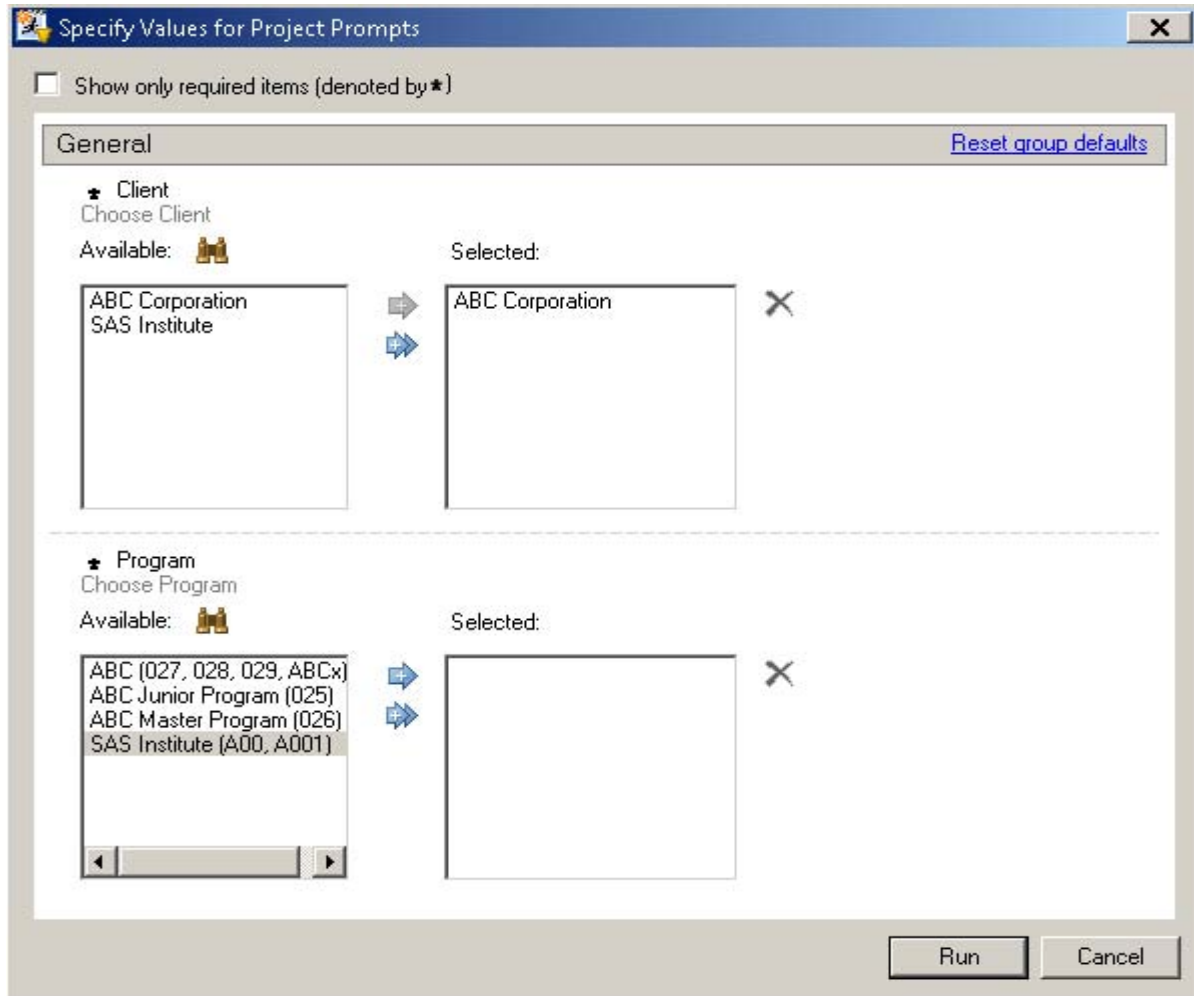 Specify Values for Project Prompts
Show only required items (denoted by*)
General Reset group defaults
* Client
Choose Client
Available: Selected:
ABC Corporation ABC Corporation
SAS Institute
* Program
Choose Program
Available: Selected:
ABC (027, 028, 029, ABCx)
ABC Junior Program (025)
ABC Master Program (026)
SAS Institute (A00, A001)
Run Cancel